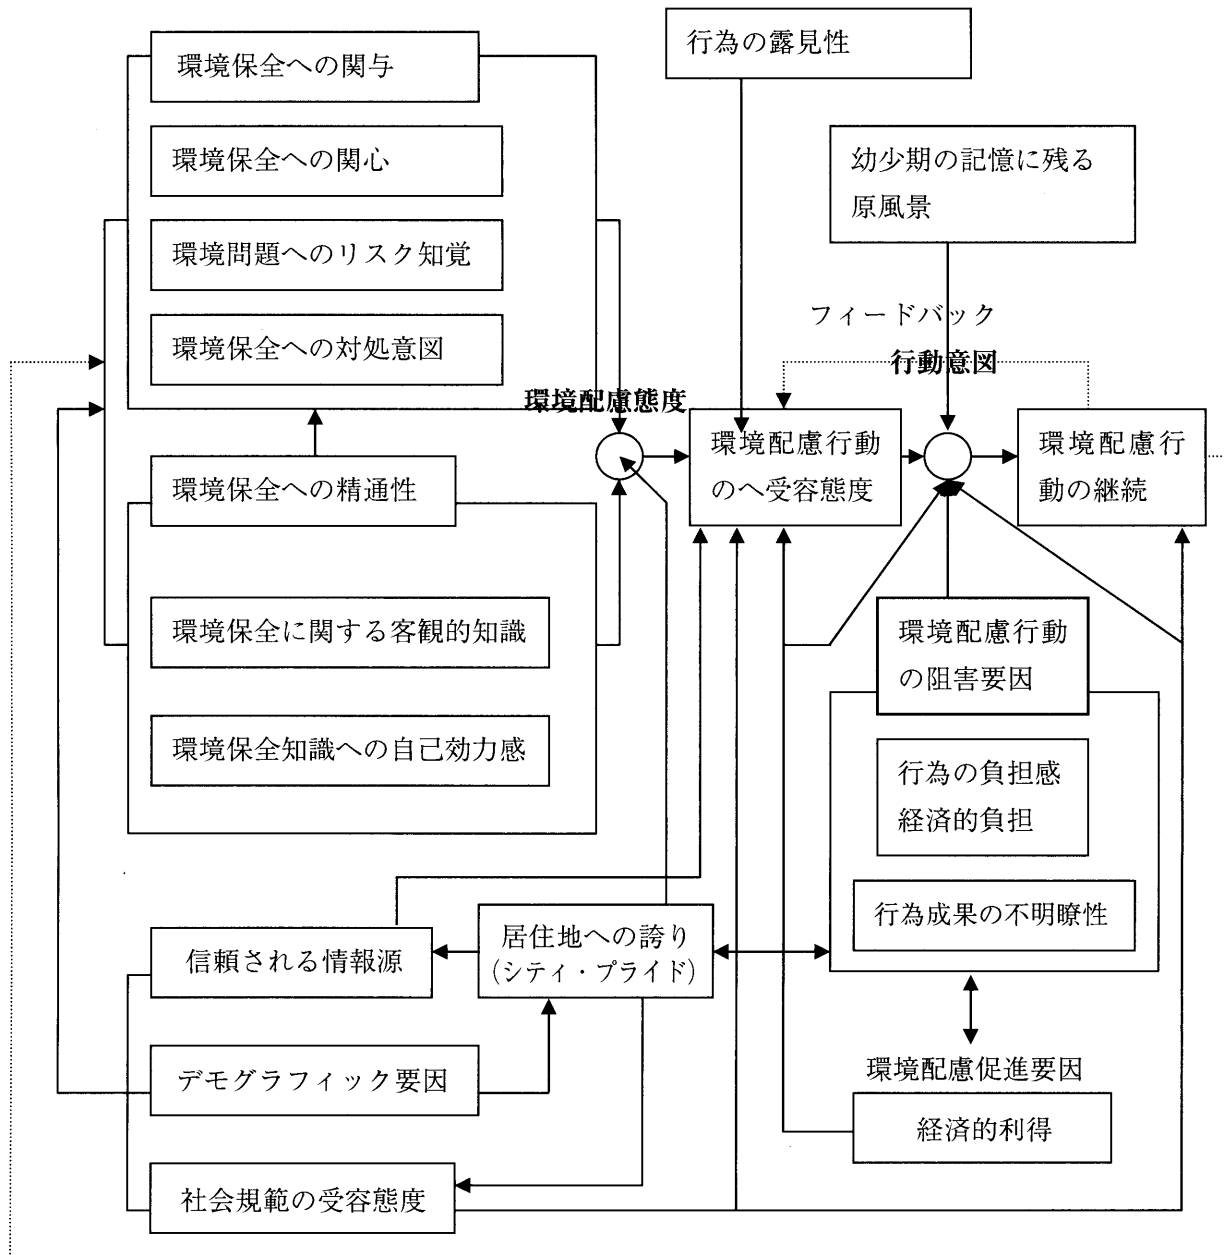 行為の露見性
環境保全への関与
環境保全への関心
幼少期の記憶に残る
原風景
環境問題へのリスク知覚
フィードバック
環境保全への対処意図
行動意図
環境配慮態度
環境配慮行動
のへ受容態度
環境配慮行
動の継続
環境保全への精通性
環境保全に関する客観的知識
環境配慮行動
の阻害要因
環境保全知識への自己効力感
行為の負担感
経済的負担
行為成果の不明瞭性
信頼される情報源
居住地への誇り
(シティ・プライド)
デモグラフィック要因
環境配慮促進要因
経済的利得
社会規範の受容態度